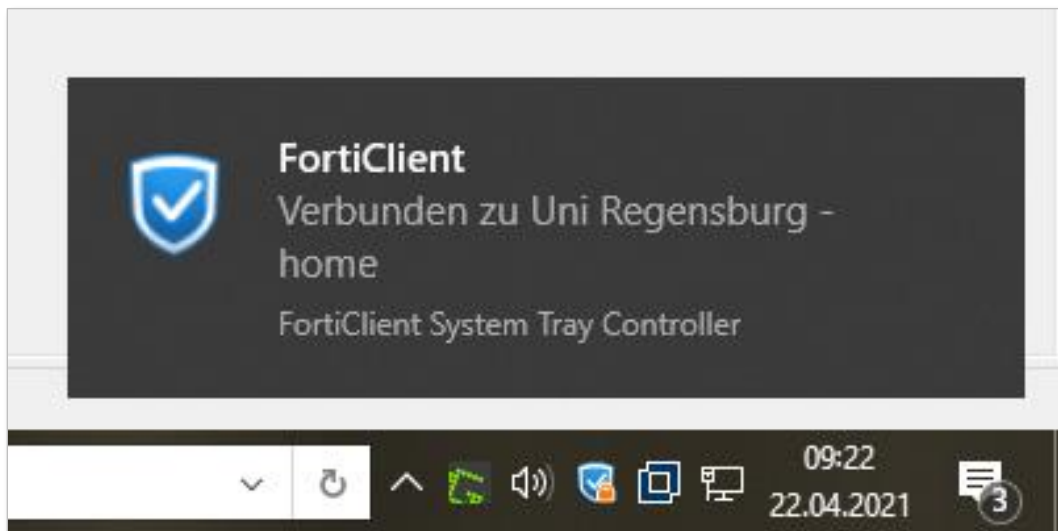 FortiClient
Verbunden zu Uni Regensburg -
home
FortiClient System Tray Controller
09:22
22.04.2021
3